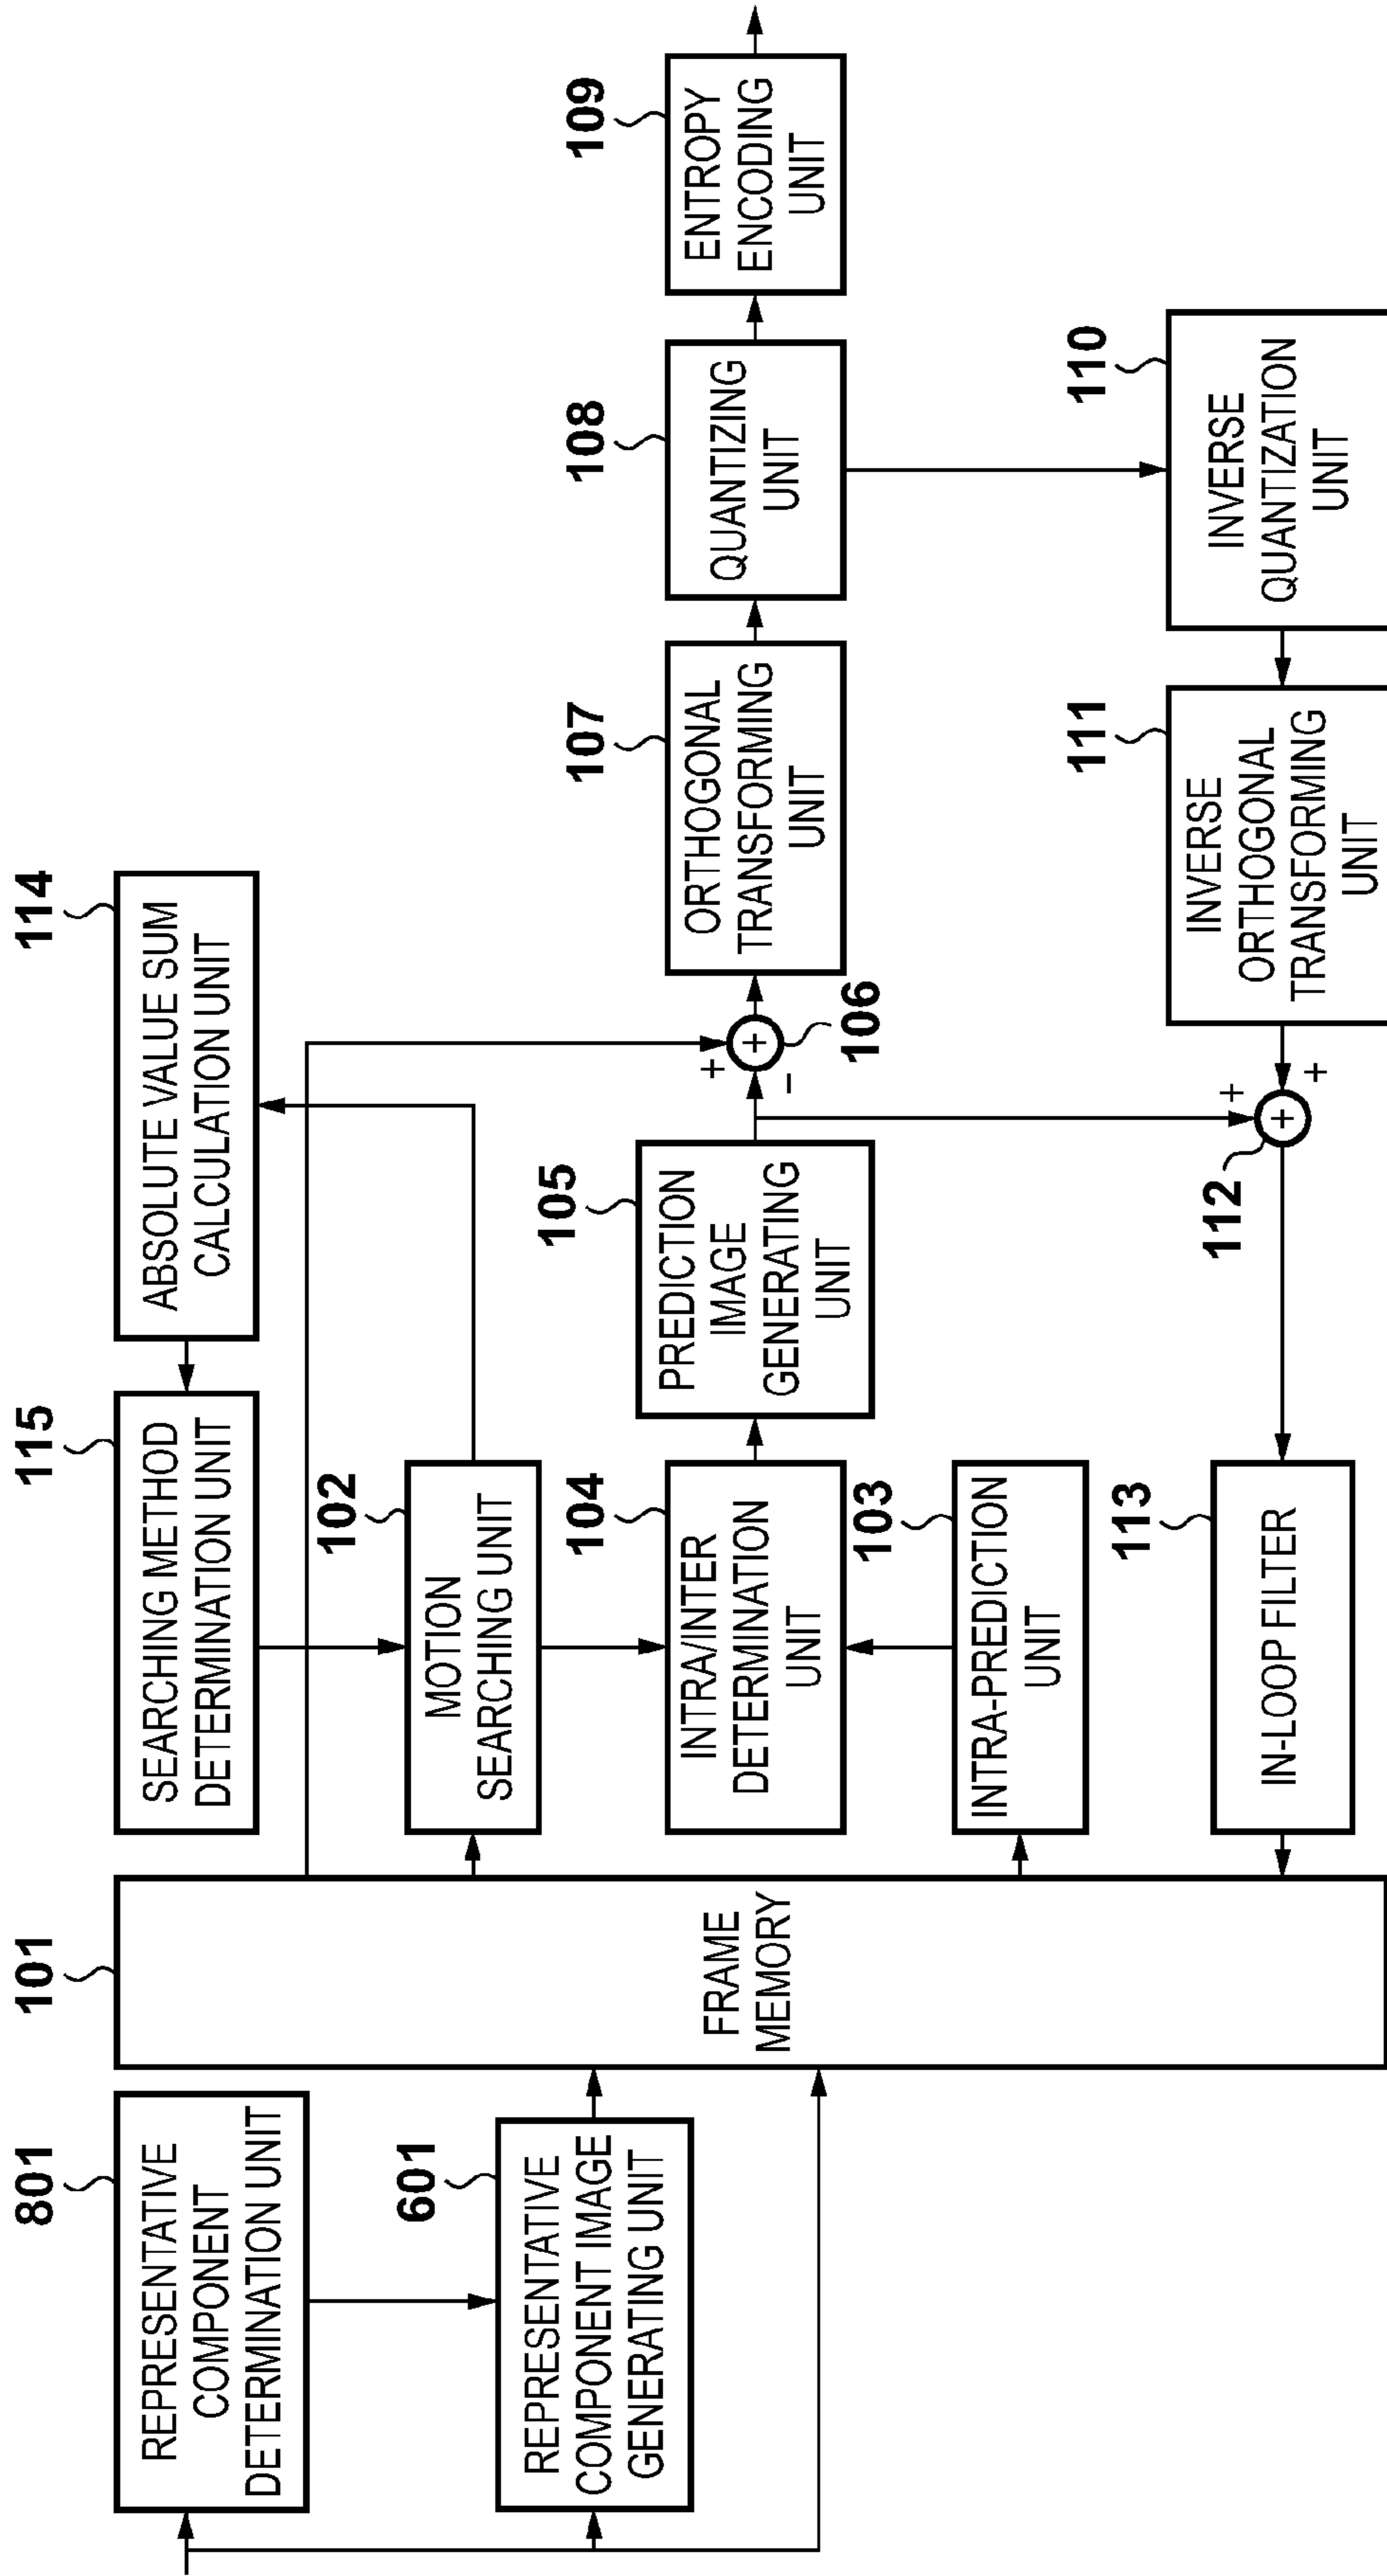 801
REPRESENTATIVE
COMPONENT
DETERMINATION UNIT
601
REPRESENTATIVE
COMPONENT IMAGE
GENERATING UNIT
101
FRAME
MEMORY
115
SEARCHING METHOD
DETERMINATION UNIT
114
ABSOLUTE VALUE SUM
CALCULATION UNIT
102
MOTION
SEARCHING UNIT
104
INTRA/INTER
DETERMINATION
UNIT
103
INTRA-PREDICTION
UNIT
113
IN-LOOP FILTER
105
PREDICTION
IMAGE
GENERATING
UNIT
+
+
−
106
107
ORTHOGONAL
TRANSFORMING
UNIT
108
QUANTIZING
UNIT
109
ENTROPY
ENCODING
UNIT
110
INVERSE
QUANTIZATION
UNIT
111
INVERSE
ORTHOGONAL
TRANSFORMING
UNIT
+
+
+
112